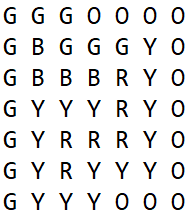 G G G O O O O
G B G G G Y O
G B B B R Y O
G Y Y Y R Y O
G Y R R R Y O
G Y R Y Y Y O
G Y Y Y O O O